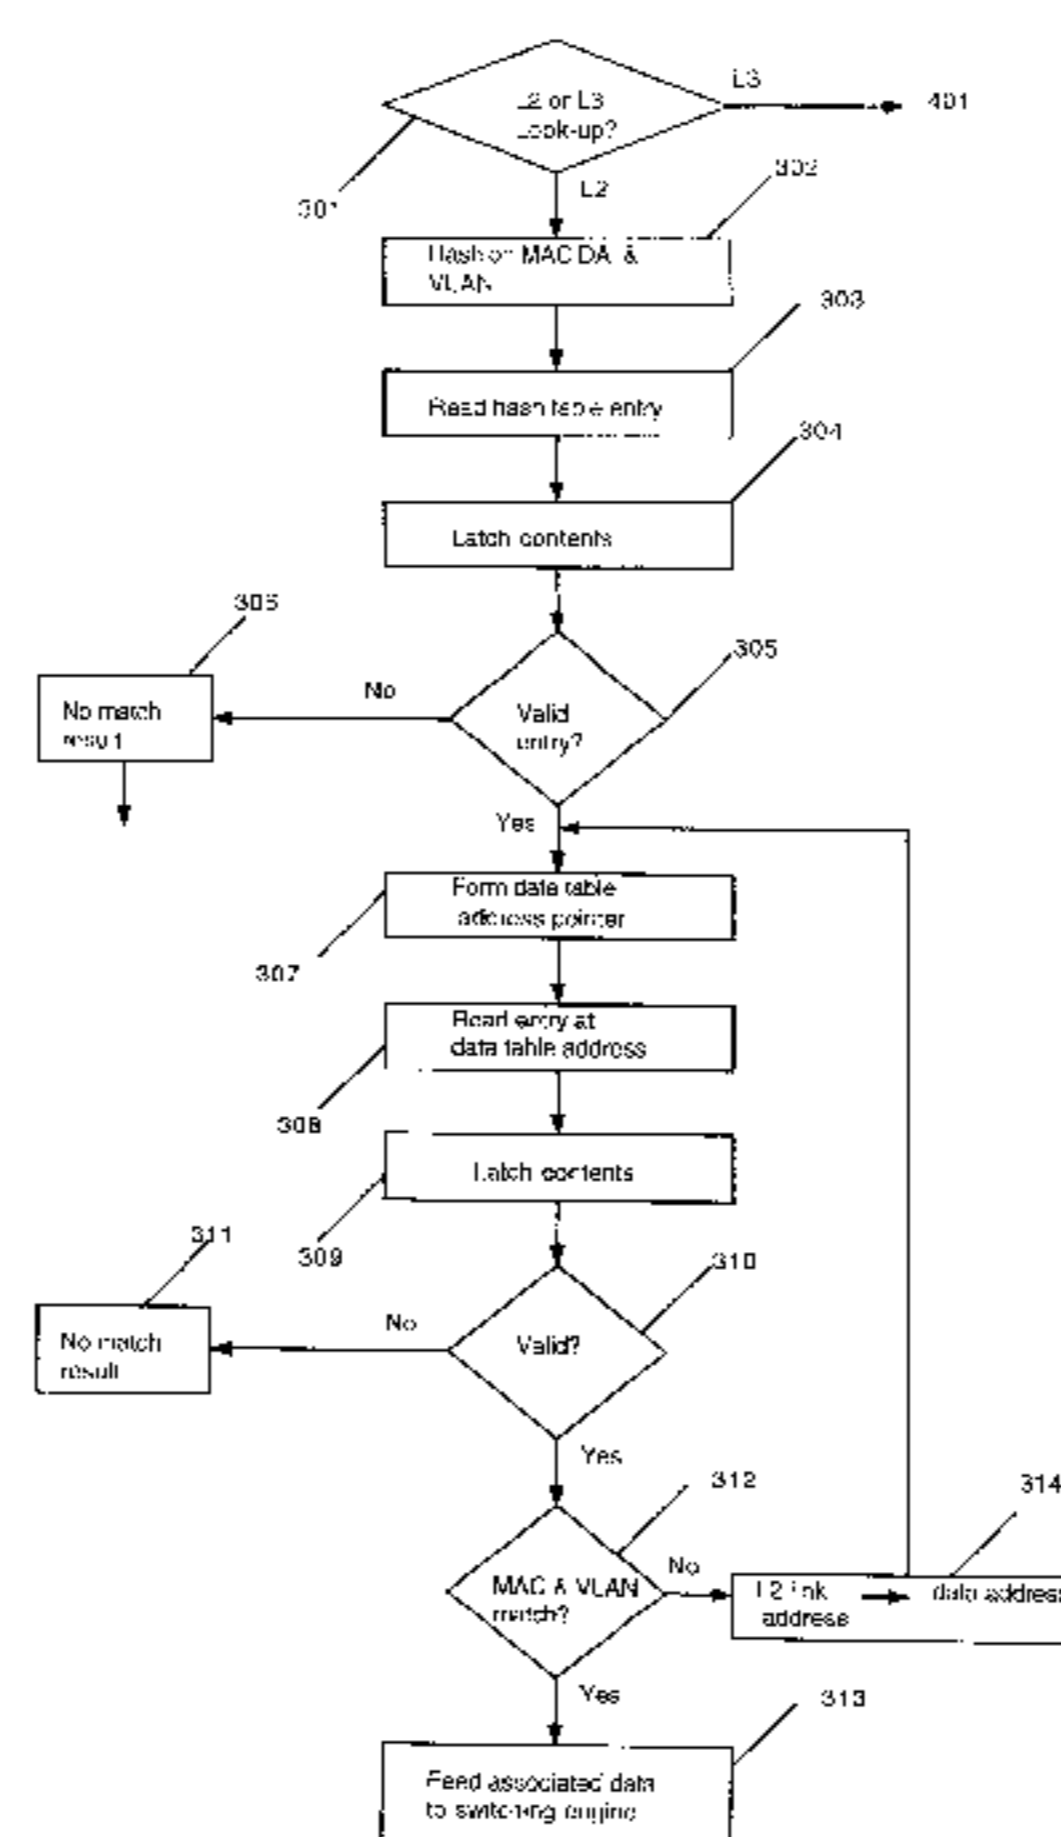 L3
401
L2 or L3
Look-up?
301
L2
302
Hash on MAC DA &
VLAN
303
Read hash table entry
304
Latch contents
306
305
No
No match
result
Valid
entry?
Yes
Form data table
address pointer
307
Read entry at
data table address
308
Latch contents
309
311
310
No
No match
result
Valid?
Yes
312
314
No
MAC & VLAN
match?
L2 link
address
data address
Yes
313
Feed associated data
to switching engine